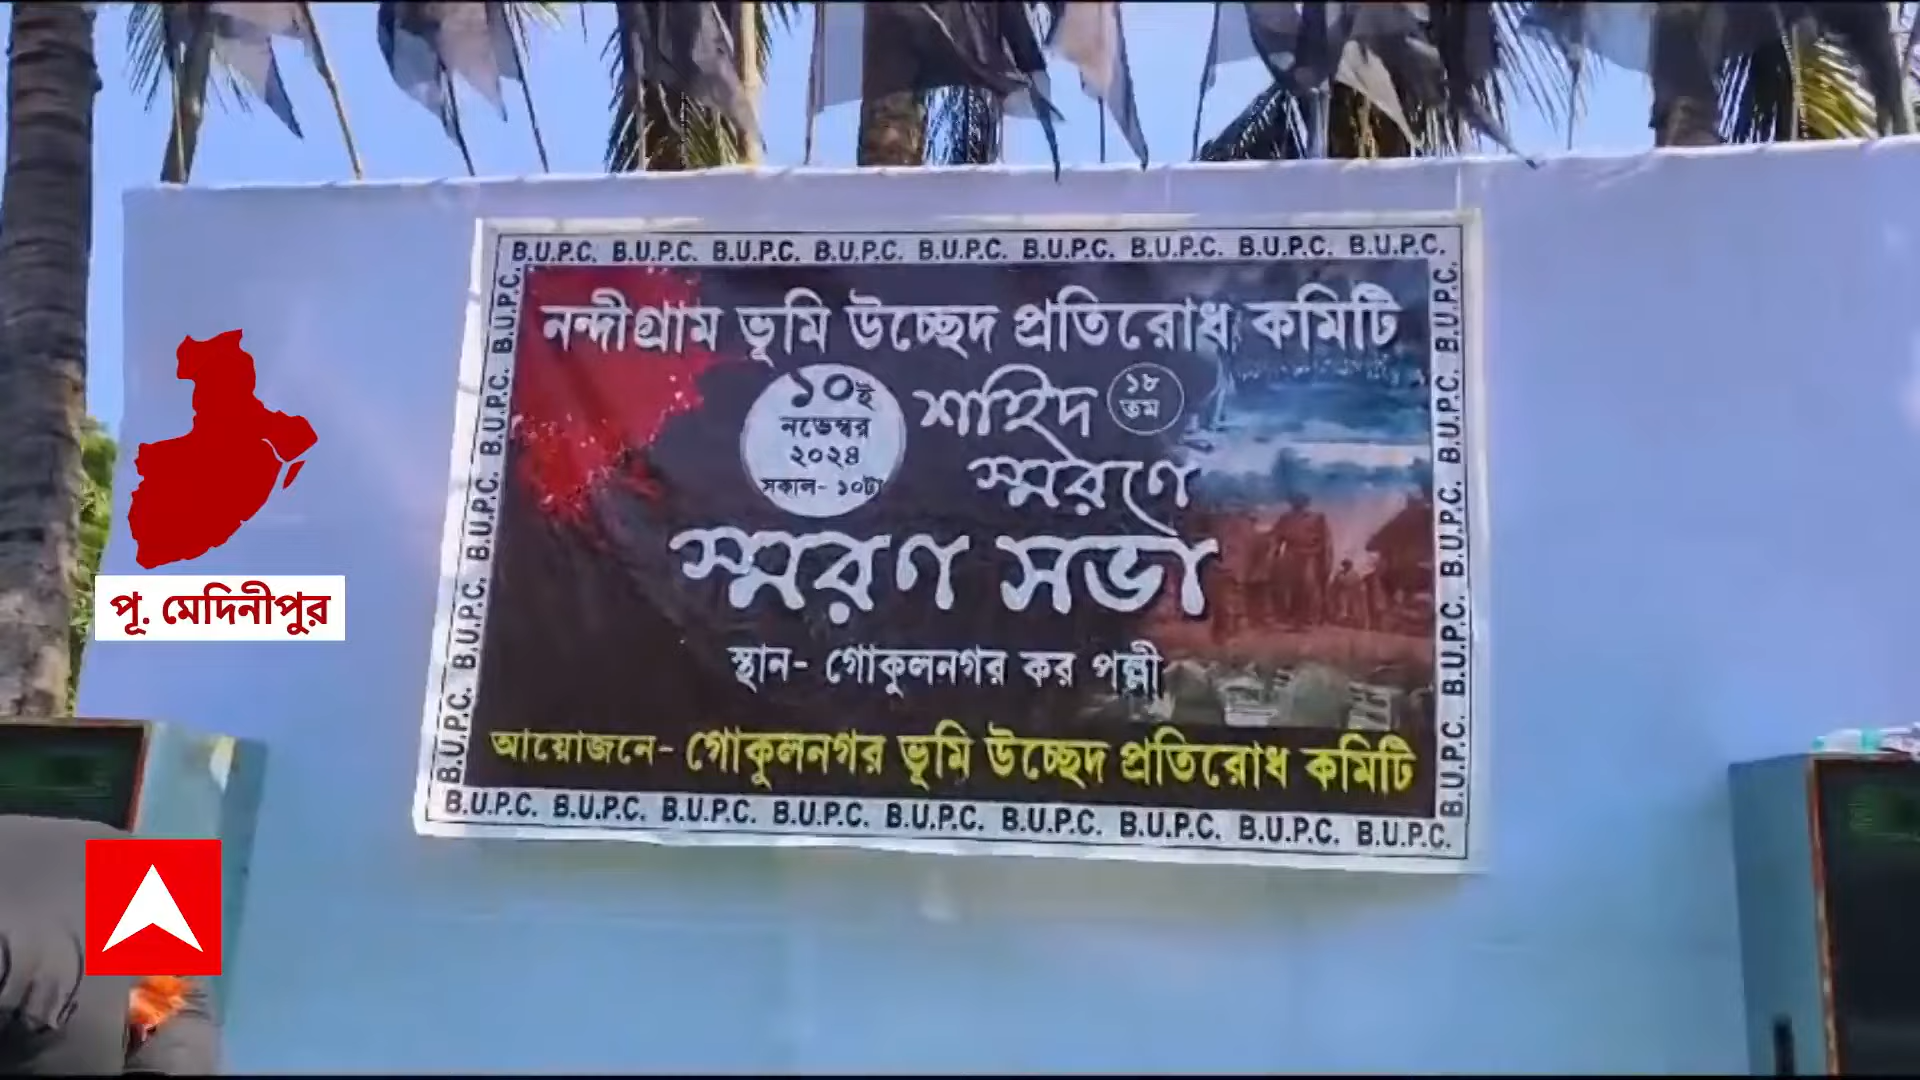 B.U.P.C. B.U.P.C. B.U.P.C. B.U.P.C. B.U.P.C. B.U.P.C. B.U.P.C. B.U.P.C. B.U.P.C.
নন্দীগ্রাম ভূমি উচ্ছেদ প্রতিরোধ কমিটি
১০ই
নভেম্বর
২০২৪
সকাল- ১০টা
শহিদ
১৮
তম
স্মরণে
স্মরণ সভা
স্থান- গোকুলনগর কর পল্লী
আয়োজনে- গোকুলনগর ভূমি উচ্ছেদ প্রতিরোধ কমিটি
B.U.P.C. B.U.P.C. B.U.P.C. B.U.P.C. B.U.P.C. B.U.P.C. B.U.P.C. B.U.P.C. B.U.P.C.
B.U.P.C. B.U.P.C. B.U.P.C. B.U.P.C. B.U.P.C.
B.U.P.C. B.U.P.C. B.U.P.C. B.U.P.C. B.U.P.C.
পূ. মেদিনীপুর